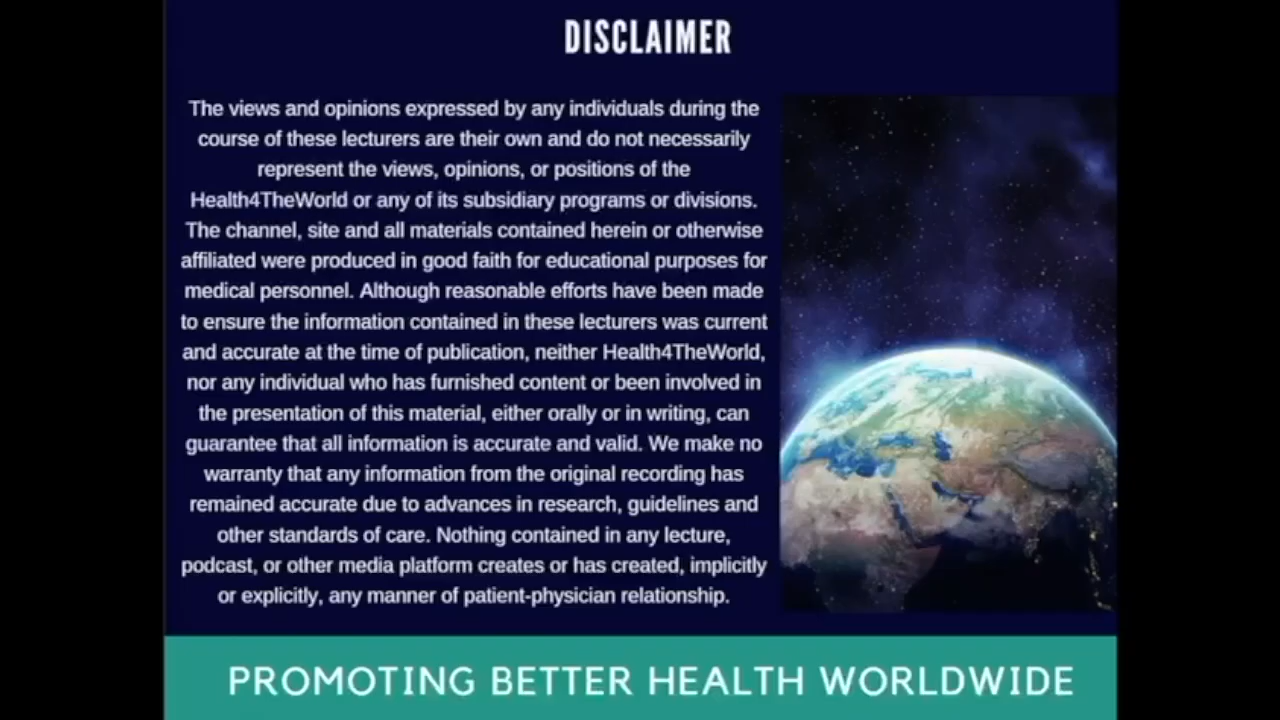 DISCLAIMER
The views and opinions expressed by any individuals during the
course of these lecturers are their own and do not necessarily
represent the views, opinions, or positions of the
Health4TheWorld or any of its subsidiary programs or divisions.
The channel, site and all materials contained herein or otherwise
affiliated were produced in good faith for educational purposes for
medical personnel. Although reasonable efforts have been made
to ensure the information contained in these lecturers was current
and accurate at the time of publication, neither Health4TheWorld,
nor any individual who has furnished content or been involved in
the presentation of this material, either orally or in writing, can
guarantee that all information is accurate and valid. We make no
warranty that any information from the original recording has
remained accurate due to advances in research, guidelines and
other standards of care. Nothing contained in any lecture,
podcast, or other media platform creates or has created, implicitly
or explicitly, any manner of patient-physician relationship.
PROMOTING BETTER HEALTH WORLDWIDE